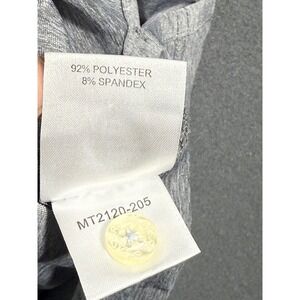 92% POLYESTER
8% SPANDEX
MT2120-205